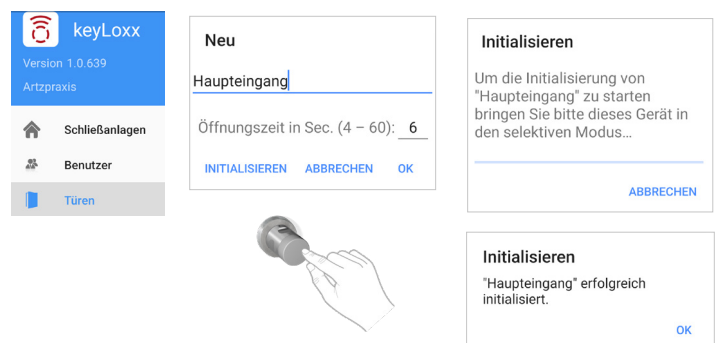 keyLoxx
Version 1.0.639
Artzpraxis
Schließanlagen
Benutzer
Türen
Neu
Haupteingang
Öffnungszeit in Sec. (4 – 60): 6
INITIALISIEREN ABBRECHEN OK
Initialisieren
Um die Initialisierung von
"Haupteingang" zu starten
bringen Sie bitte dieses Gerät in
den selektiven Modus...
ABBRECHEN
Initialisieren
"Haupteingang" erfolgreich
initialisiert.
OK